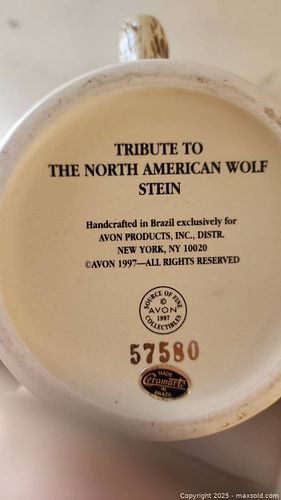 TRIBUTE TO
THE NORTH AMERICAN WOLF
STEIN
Handcrafted in Brazil exclusively for
AVON PRODUCTS, INC., DISTR.
NEW YORK, NY 10020
©AVON 1997—ALL RIGHTS RESERVED
SOURCE OF FINE
©
AVON
1997
COLLECTIBLES
57580
MADE
Ceramarte
IN
BRAZIL
Copyright 2025 - maxsold.com